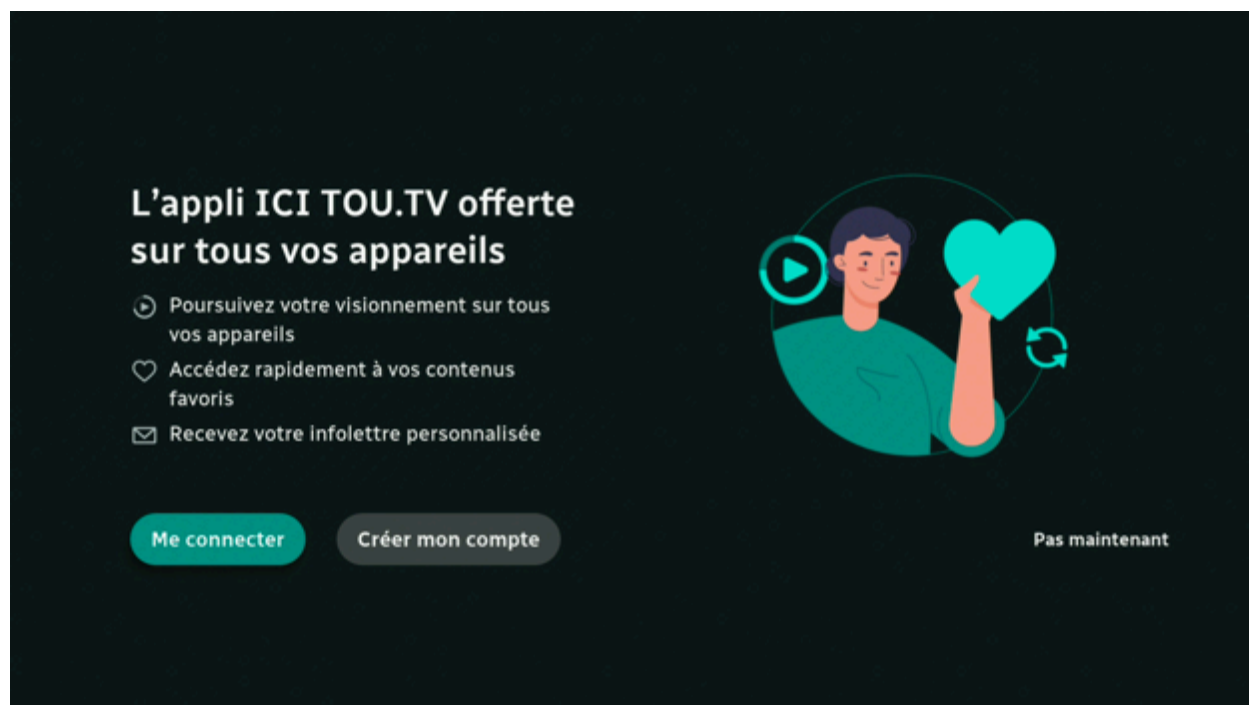 L’appli ICI TOU.TV offerte
sur tous vos appareils
Poursuivez votre visionnement sur tous
vos appareils
Accédez rapidement à vos contenus
favoris
Recevez votre infolettre personnalisée
Me connecter
Créer mon compte
Pas maintenant